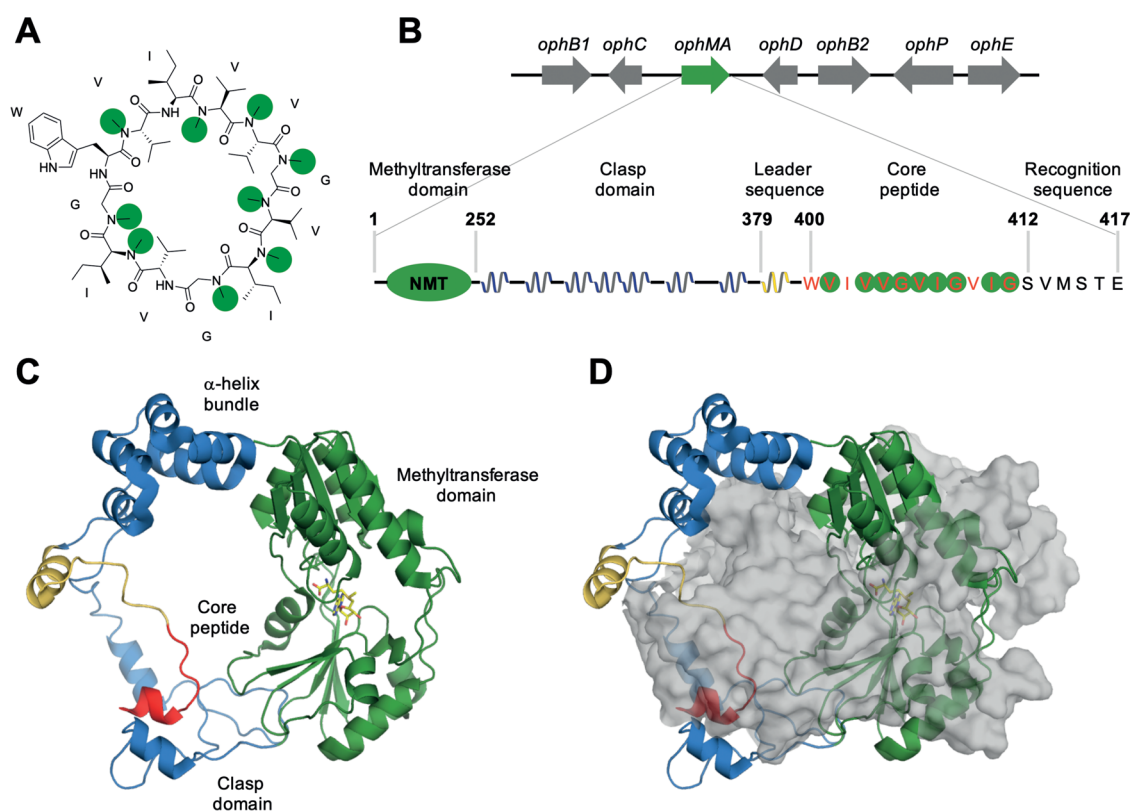 A
I
V
V
V
W
G
G
V
I
V
I
G
N
O
NH
HN
B
ophB1 ophC ophMA ophD ophB2 ophP ophE
Methyltransferase domain
Clasp domain
Leader sequence
Core peptide
Recognition sequence
1 252 379 400 412 417
NMT
W V I V V G V I G V I G S V M S T E
C
α-helix
bundle
Methyltransferase
domain
Core
peptide
Clasp
domain
D